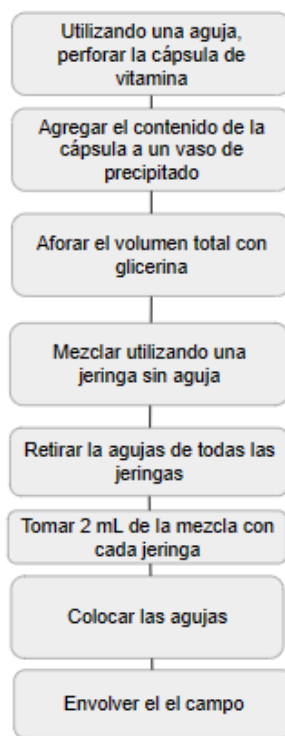 Utilizando una aguja,
perforar la cápsula de
vitamina
Agregar el contenido de la
cápsula a un vaso de
precipitado
Aforar el volumen total con
glicerina
Mezclar utilizando una
jeringa sin aguja
Retirar la agujas de todas las
jeringas
Tomar 2 mL de la mezcla con
cada jeringa
Colocar las agujas
Envolver el el campo